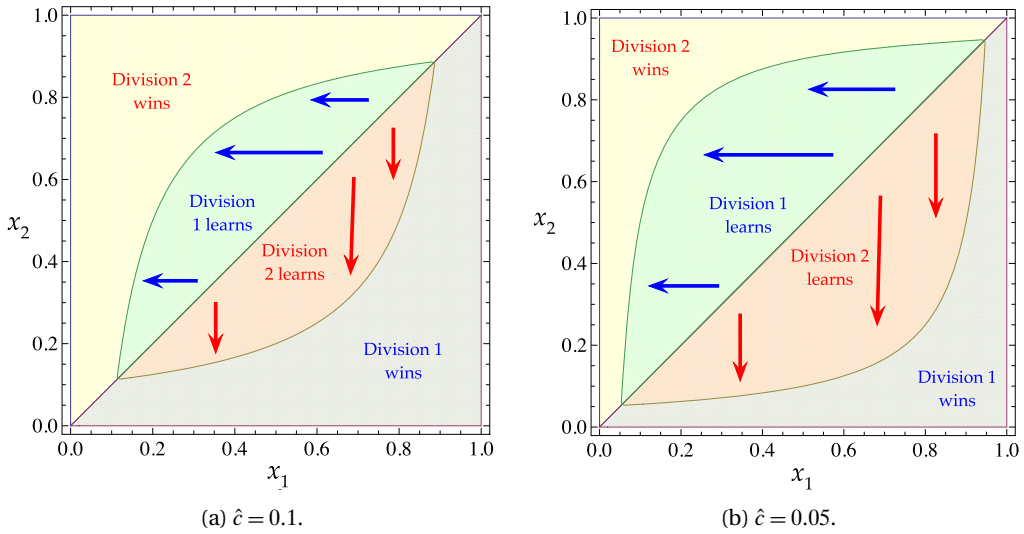 1.0
0.8
0.6
0.4
0.2
0.0
x2
Division 2
wins
Division
1 learns
Division
2 learns
Division 1
wins
0.0 0.2 0.4 0.6 0.8 1.0
x1
(a) ĉ = 0.1.
1.0
0.8
0.6
0.4
0.2
0.0
x2
Division 2
wins
Division 1
learns
Division 2
learns
Division 1
wins
0.0 0.2 0.4 0.6 0.8 1.0
x1
(b) ĉ = 0.05.